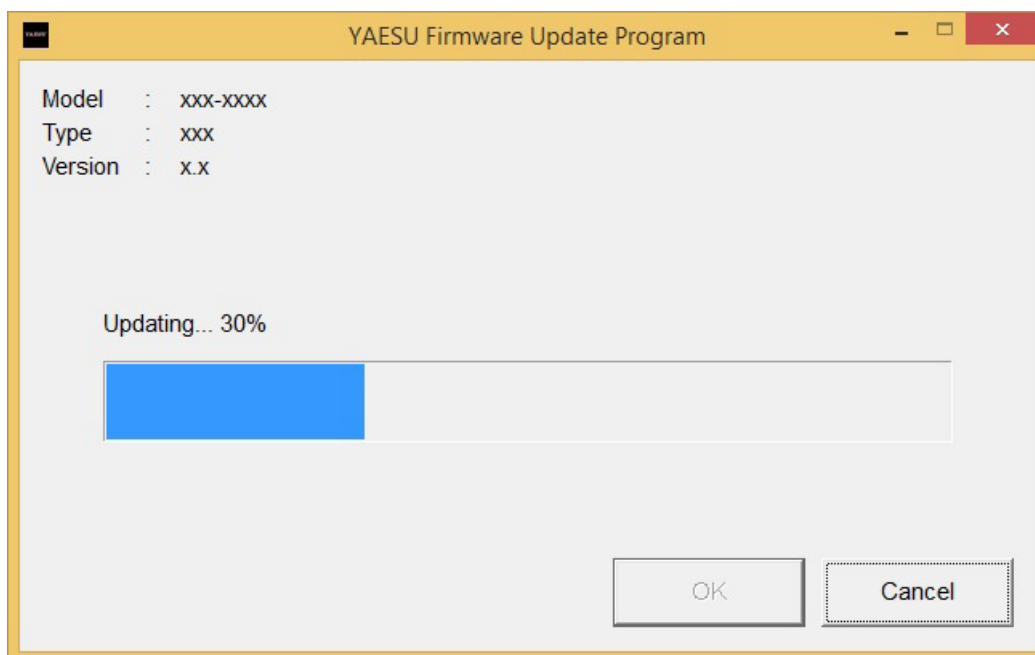 YAESU Firmware Update Program
Model : xxx-xxxx
Type : xxx
Version : x.x
Updating... 30%
OK
Cancel